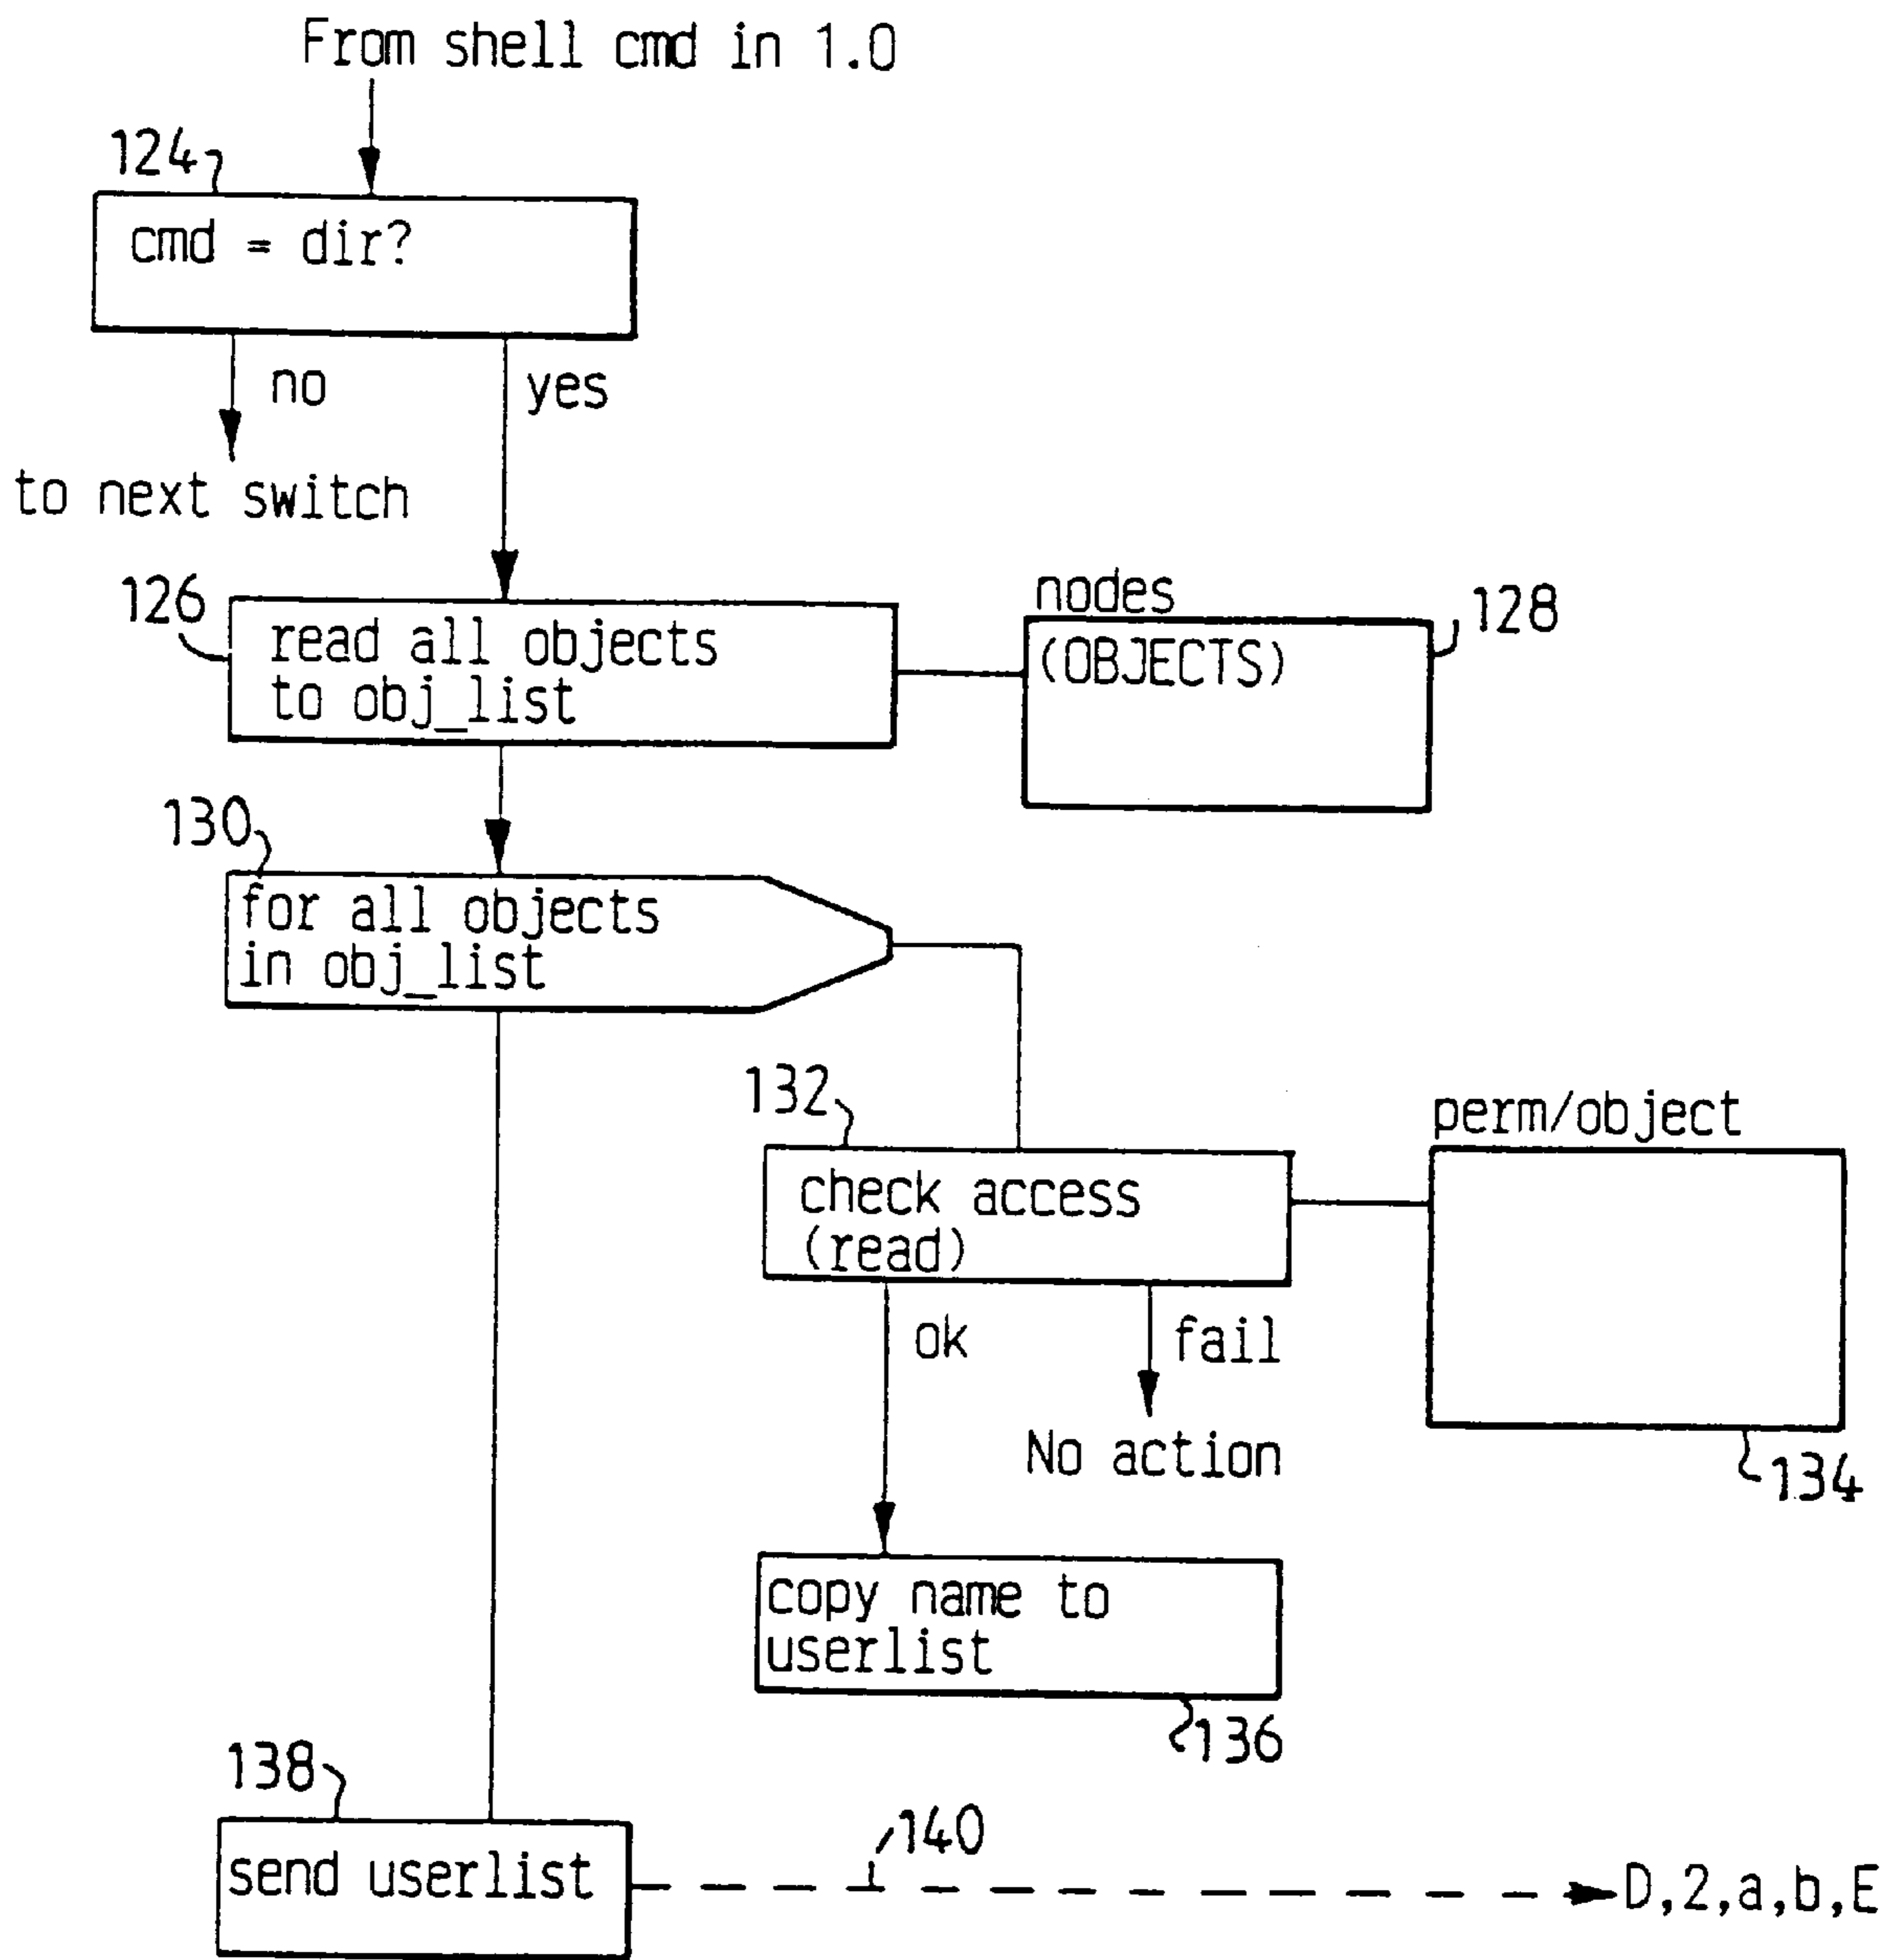 From shell cmd in 1.0
124
cmd = dir?
no
yes
to next switch
126
read all objects
to obj_list
nodes
(OBJECTS)
128
130
for all objects
in obj_list
132
check access
(read)
perm/object
134
ok
fail
No action
copy name to
userlist
136
138
send userlist
140
D,2,a,b,E